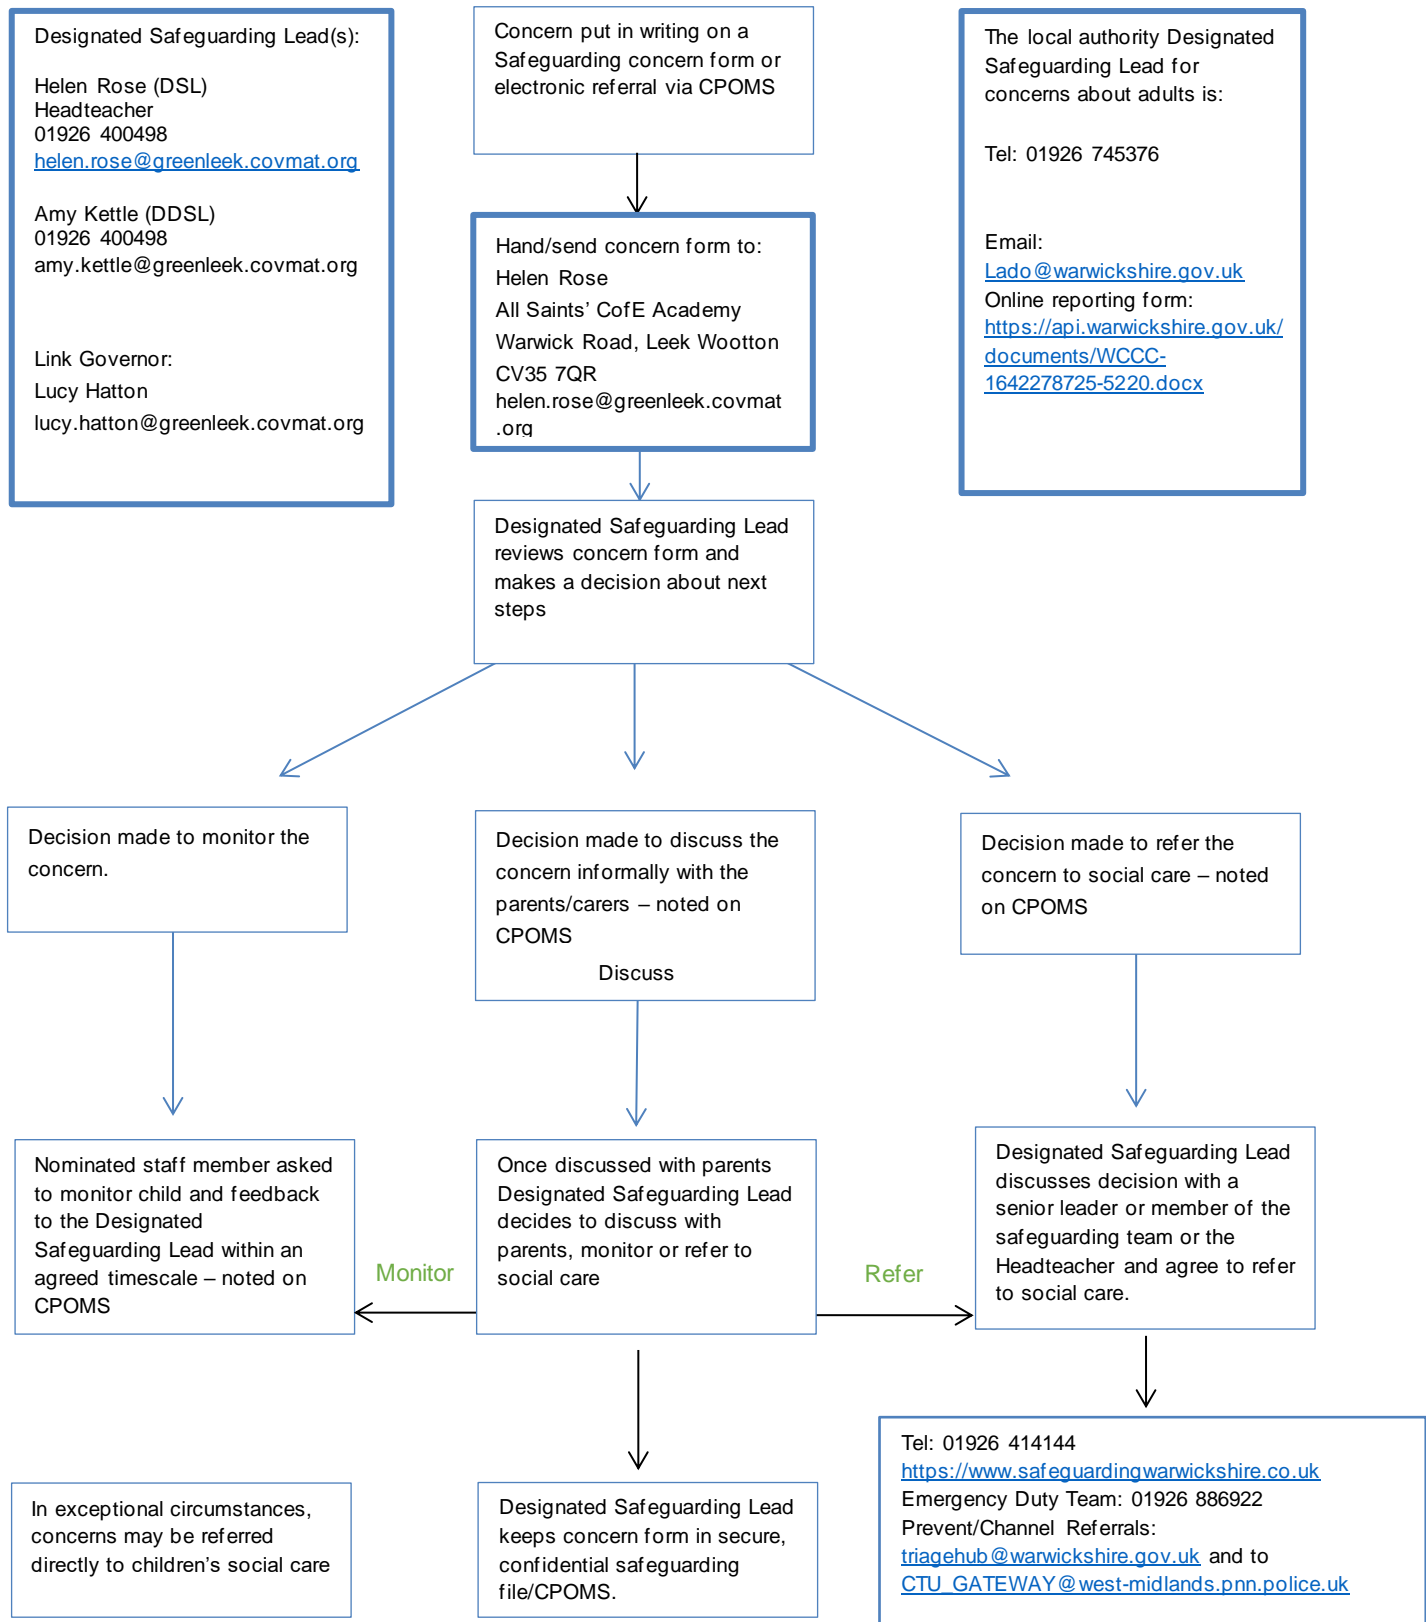 Designated Safeguarding Lead(s):
Helen Rose (DSL)
Headteacher
01926 400498
helen.rose@greenleek.covmat.org
Amy Kettle (DDSL)
01926 400498
amy.kettle@greenleek.covmat.org
Link Governor:
Lucy Hatton
lucy.hatton@greenleek.covmat.org
Concern put in writing on a
Safeguarding concern form or
electronic referral via CPOMS
The local authority Designated
Safeguarding Lead for
concerns about adults is:
Tel: 01926 745376
Email:
Lado@warwickshire.gov.uk
Online reporting form:
https://api.warwickshire.gov.uk/
documents/WCCC-
1642278725-5220.docx
Hand/send concern form to:
Helen Rose
All Saints’ CofE Academy
Warwick Road, Leek Wootton
CV35 7QR
helen.rose@greenleek.covmat
.org
Designated Safeguarding Lead
reviews concern form and
makes a decision about next
steps
Decision made to monitor the
concern.
Decision made to discuss the
concern informally with the
parents/carers – noted on
CPOMS
Discuss
Decision made to refer the
concern to social care – noted
on CPOMS
Nominated staff member asked
to monitor child and feedback
to the Designated
Safeguarding Lead within an
agreed timescale – noted on
CPOMS
Monitor
Once discussed with parents
Designated Safeguarding Lead
decides to discuss with
parents, monitor or refer to
social care
Refer
Designated Safeguarding Lead
discusses decision with a
senior leader or member of the
safeguarding team or the
Headteacher and agree to refer
to social care.
In exceptional circumstances,
concerns may be referred
directly to children’s social care
Designated Safeguarding Lead
keeps concern form in secure,
confidential safeguarding
file/CPOMS.
Tel: 01926 414144
https://www.safeguardingwarwickshire.co.uk
Emergency Duty Team: 01926 886922
Prevent/Channel Referrals:
triagehub@warwickshire.gov.uk and to
CTU_GATEWAY@west-midlands.pnn.police.uk